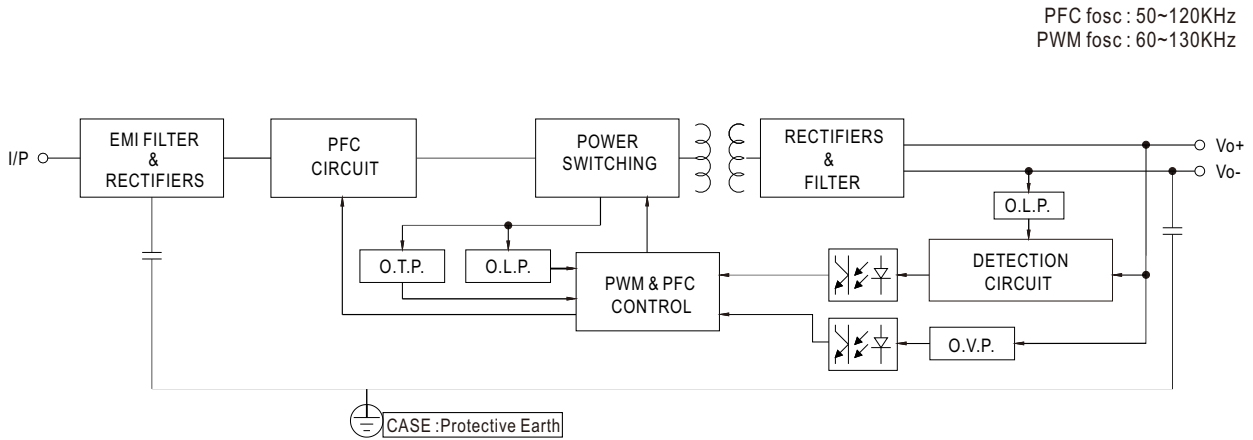 PFC fosc : 50~120KHz
PWM fosc : 60~130KHz
I/P
EMI FILTER
&
RECTIFIERS
PFC
CIRCUIT
POWER
SWITCHING
RECTIFIERS
&
FILTER
Vo+
Vo-
O.L.P.
O.T.P.
O.L.P.
PWM & PFC
CONTROL
DETECTION
CIRCUIT
O.V.P.
CASE :Protective Earth